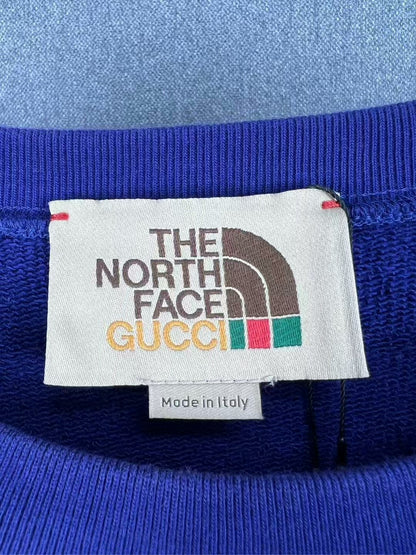 THE
NORTH
FACE
GUCCI
Made in Italy